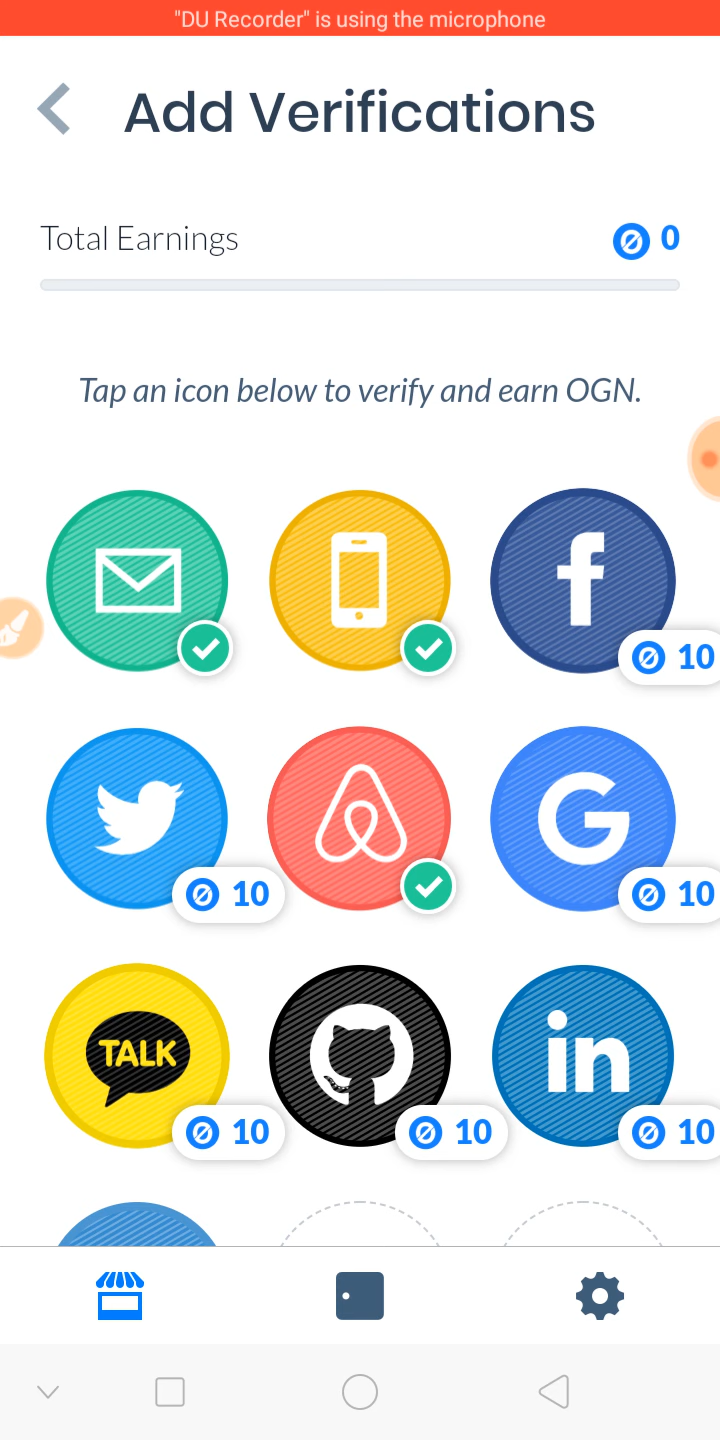 "DU Recorder" is using the microphone
Add Verifications
Total Earnings 0
Tap an icon below to verify and earn OGN.
f
10
10
G
10
TALK
10
10
in
10